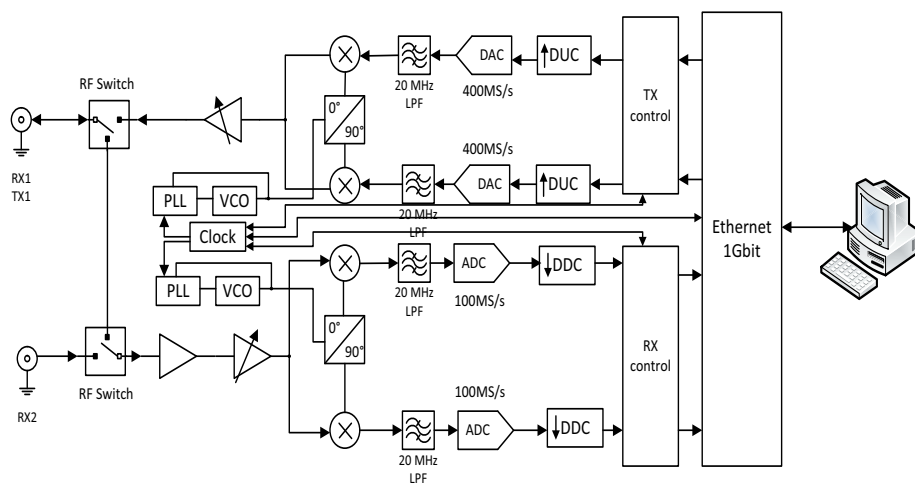 RF Switch
RX1
TX1
20 MHz
LPF
DAC
400MS/s
↑DUC
TX
control
0°
90°
400MS/s
20 MHz
LPF
DAC
↑DUC
PLL
VCO
Clock
PLL
VCO
20 MHz
LPF
ADC
100MS/s
↓DDC
0°
90°
RX
control
RF Switch
RX2
100MS/s
20 MHz
LPF
ADC
↓DDC
Ethernet
1Gbit